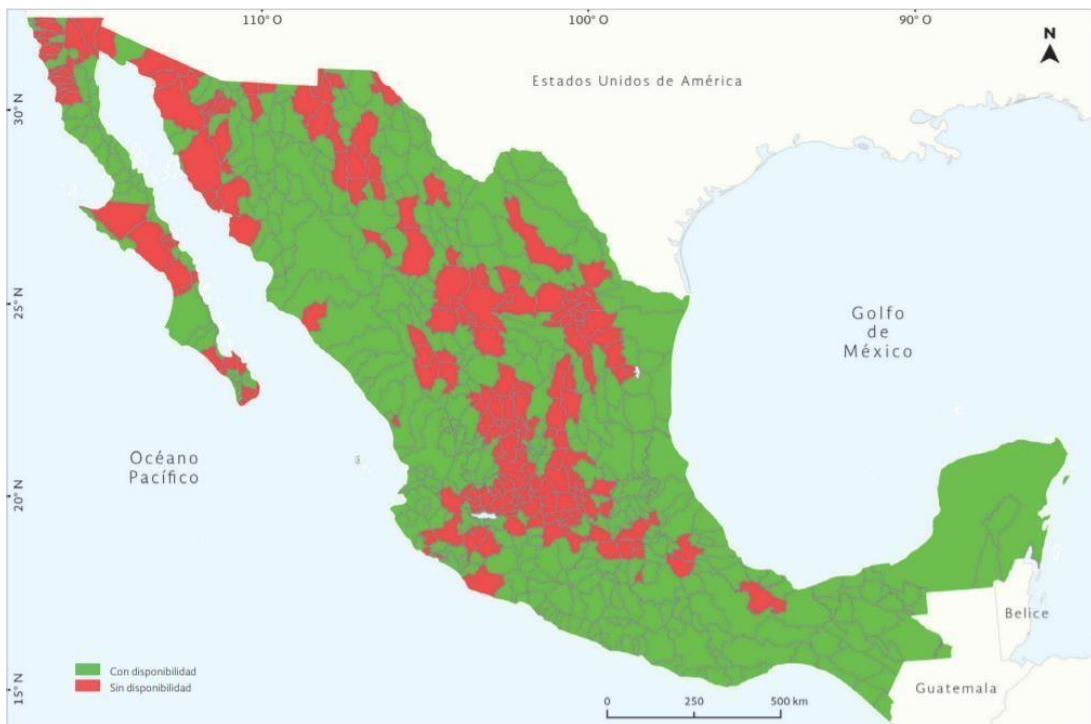 110° O
100° O
90° O
N
Estados Unidos de América
30° N
25° N
Golfo
de
México
Océano
Pacífico
20° N
Belice
Con disponibilidad
Sin disponibilidad
15° N
Guatemala
0
250
500 km